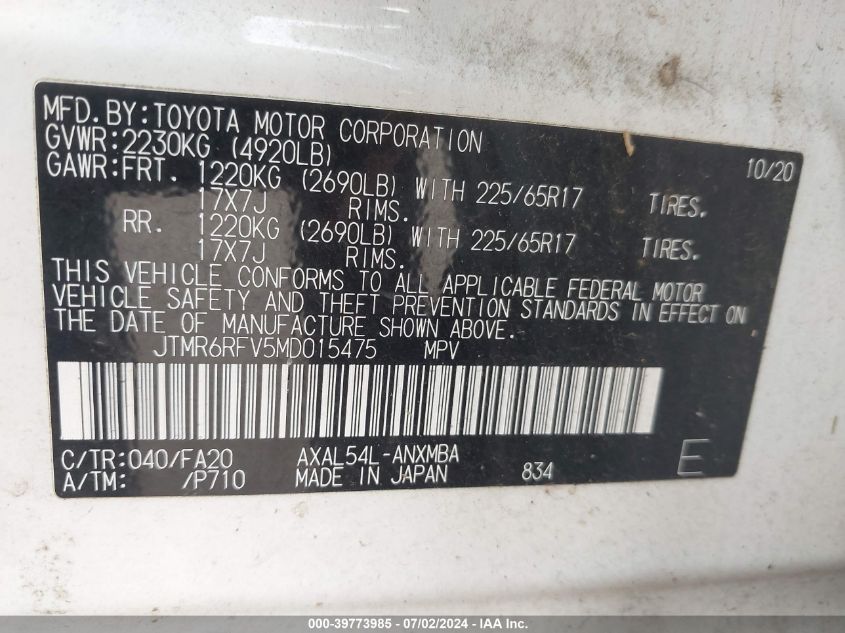 MFD.BY:TOYOTA MOTOR CORPORATION 10/20
GVWR:2230KG (4920LB)
GAWR:FRT. 1220KG (2690LB) WITH 225/65R17 TIRES.
17X7J RIMS.
RR. 1220KG (2690LB) WITH 225/65R17 TIRES.
17X7J RIMS.
THIS VEHICLE CONFORMS TO ALL APPLICABLE FEDERAL MOTOR
VEHICLE SAFETY AND THEFT PREVENTION STANDARDS IN EFFECT ON
THE DATE OF MANUFACTURE SHOWN ABOVE.
JTMR6RFV5MD015475 MPV
C/TR:040/FA20 AXAL54L-ANXMBA E
A/TM: /P710 MADE IN JAPAN 834
000-39773985 - 07/02/2024 - IAA Inc.